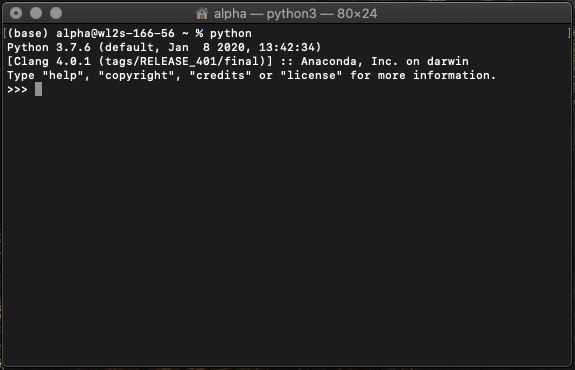 alpha — python3 — 80×24
[(base) alpha@wl2s-166-56 ~ % python ]
Python 3.7.6 (default, Jan  8 2020, 13:42:34)
[Clang 4.0.1 (tags/RELEASE_401/final)] :: Anaconda, Inc. on darwin
Type "help", "copyright", "credits" or "license" for more information.
>>>